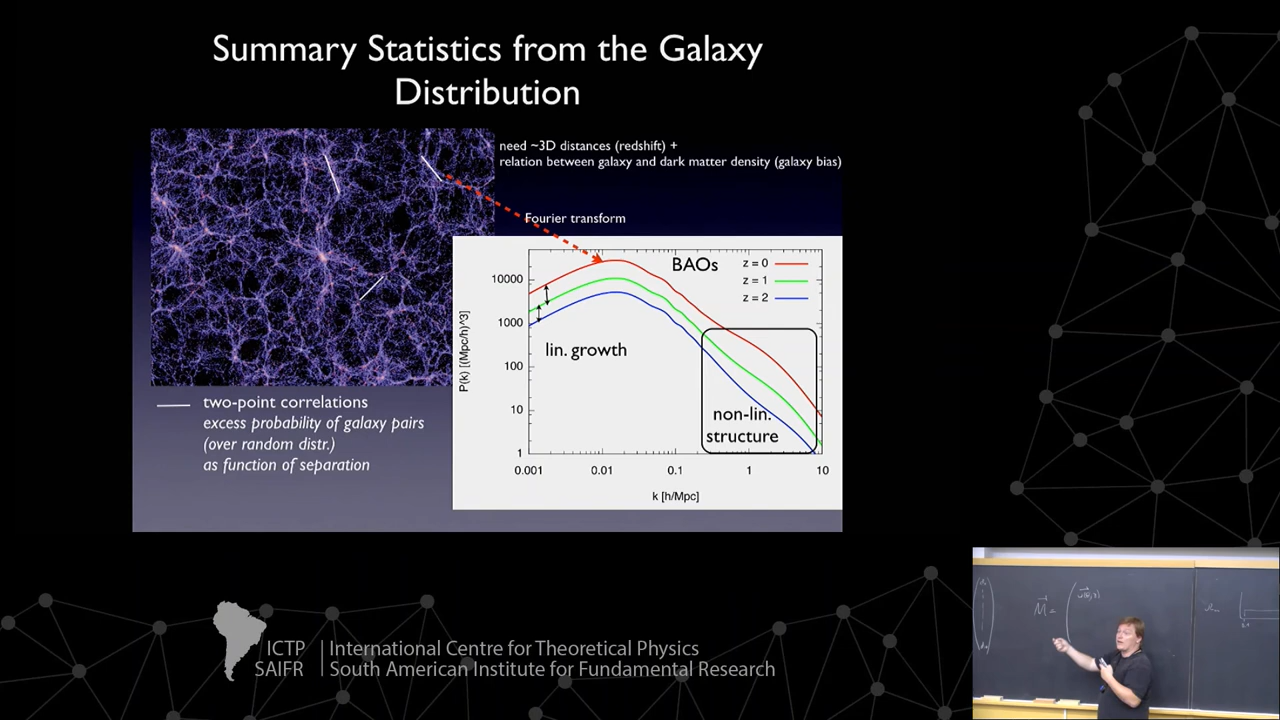 Summary Statistics from the Galaxy
Distribution
need ~3D distances (redshift) +
relation between galaxy and dark matter density (galaxy bias)
Fourier transform
BAOs
z = 0
z = 1
z = 2
10000
1000
100
10
1
P(k) [(Mpc/h)^3]
lin. growth
non-lin.
structure
0.001
0.01
0.1
1
10
k [h/Mpc]
two-point correlations
excess probability of galaxy pairs
(over random distr.)
as function of separation
M =
ICTP
SAIFR
International Centre for Theoretical Physics
South American Institute for Fundamental Research